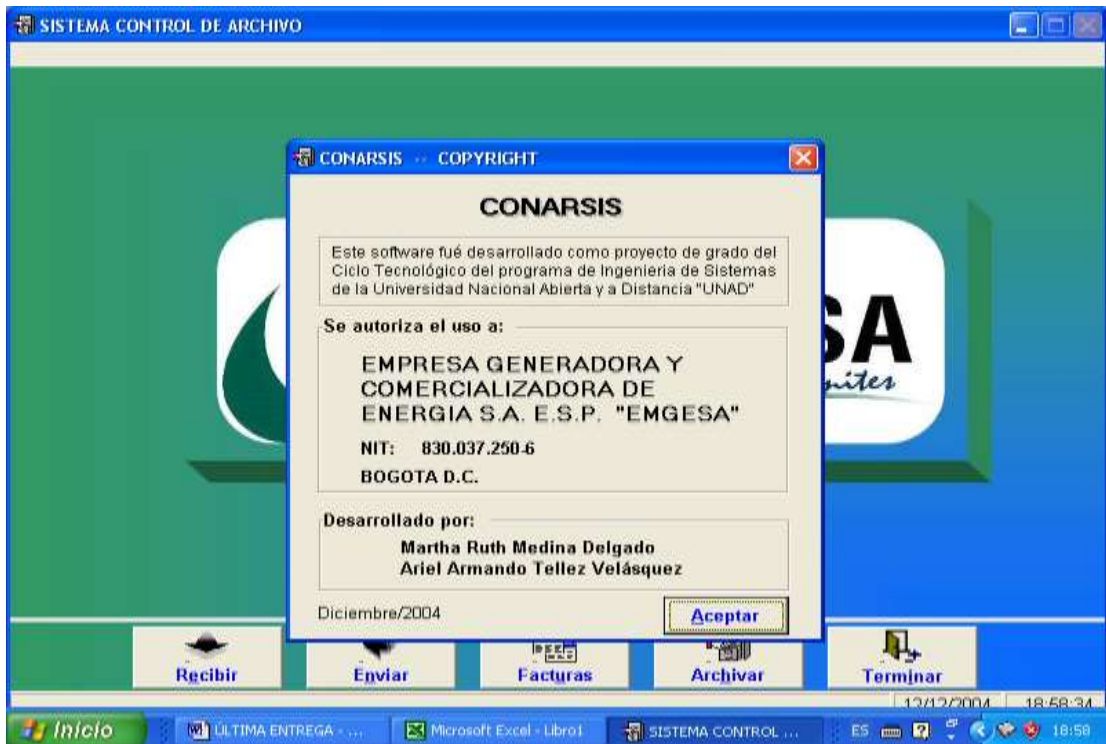 SISTEMA CONTROL DE ARCHIVO
CONARSIS -- COPYRIGHT
CONARSIS
Este software fué desarrollado como proyecto de grado del
Ciclo Tecnológico del programa de Ingenieria de Sistemas
de la Universidad Nacional Abierta y a Distancia "UNAD"
Se autoriza el uso a:
EMPRESA GENERADORA Y
COMERCIALIZADORA DE
ENERGIA S.A. E.S.P. "EMGESA"
NIT: 830.037.250-6
BOGOTA D.C.
Desarrollado por:
Martha Ruth Medina Delgado
Ariel Armando Tellez Velásquez
Diciembre/2004
Aceptar
SA
mites
Recibir
Enviar
Facturas
Archivar
Terminar
13/12/2004 18:58:34
Inicio
ÚLTIMA ENTREGA - ...
Microsoft Excel - Libro1
SISTEMA CONTROL ...
ES
18:58